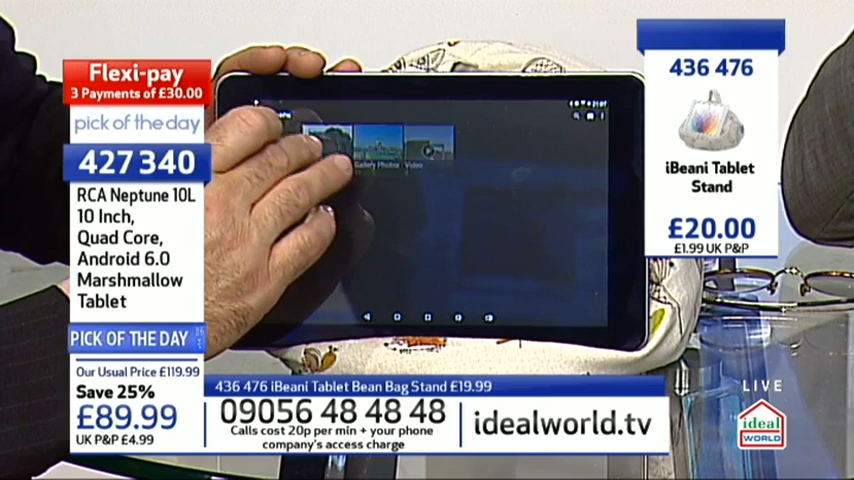 Flexi-pay
3 Payments of £30.00
pick of the day
427 340
RCA Neptune 10L
10 Inch,
Quad Core,
Android 6.0
Marshmallow
Tablet
PICK OF THE DAY
Our Usual Price £119.99
Save 25%
£89.99
UK P&P £4.99
Gallery Photos
Video
436 476
iBeani Tablet
Stand
£20.00
£1.99 UK P&P
436 476 iBeani Tablet Bean Bag Stand £19.99
09056 48 48 48
Calls cost 20p per min + your phone
company's access charge
idealworld.tv
LIVE
ideal
WORLD